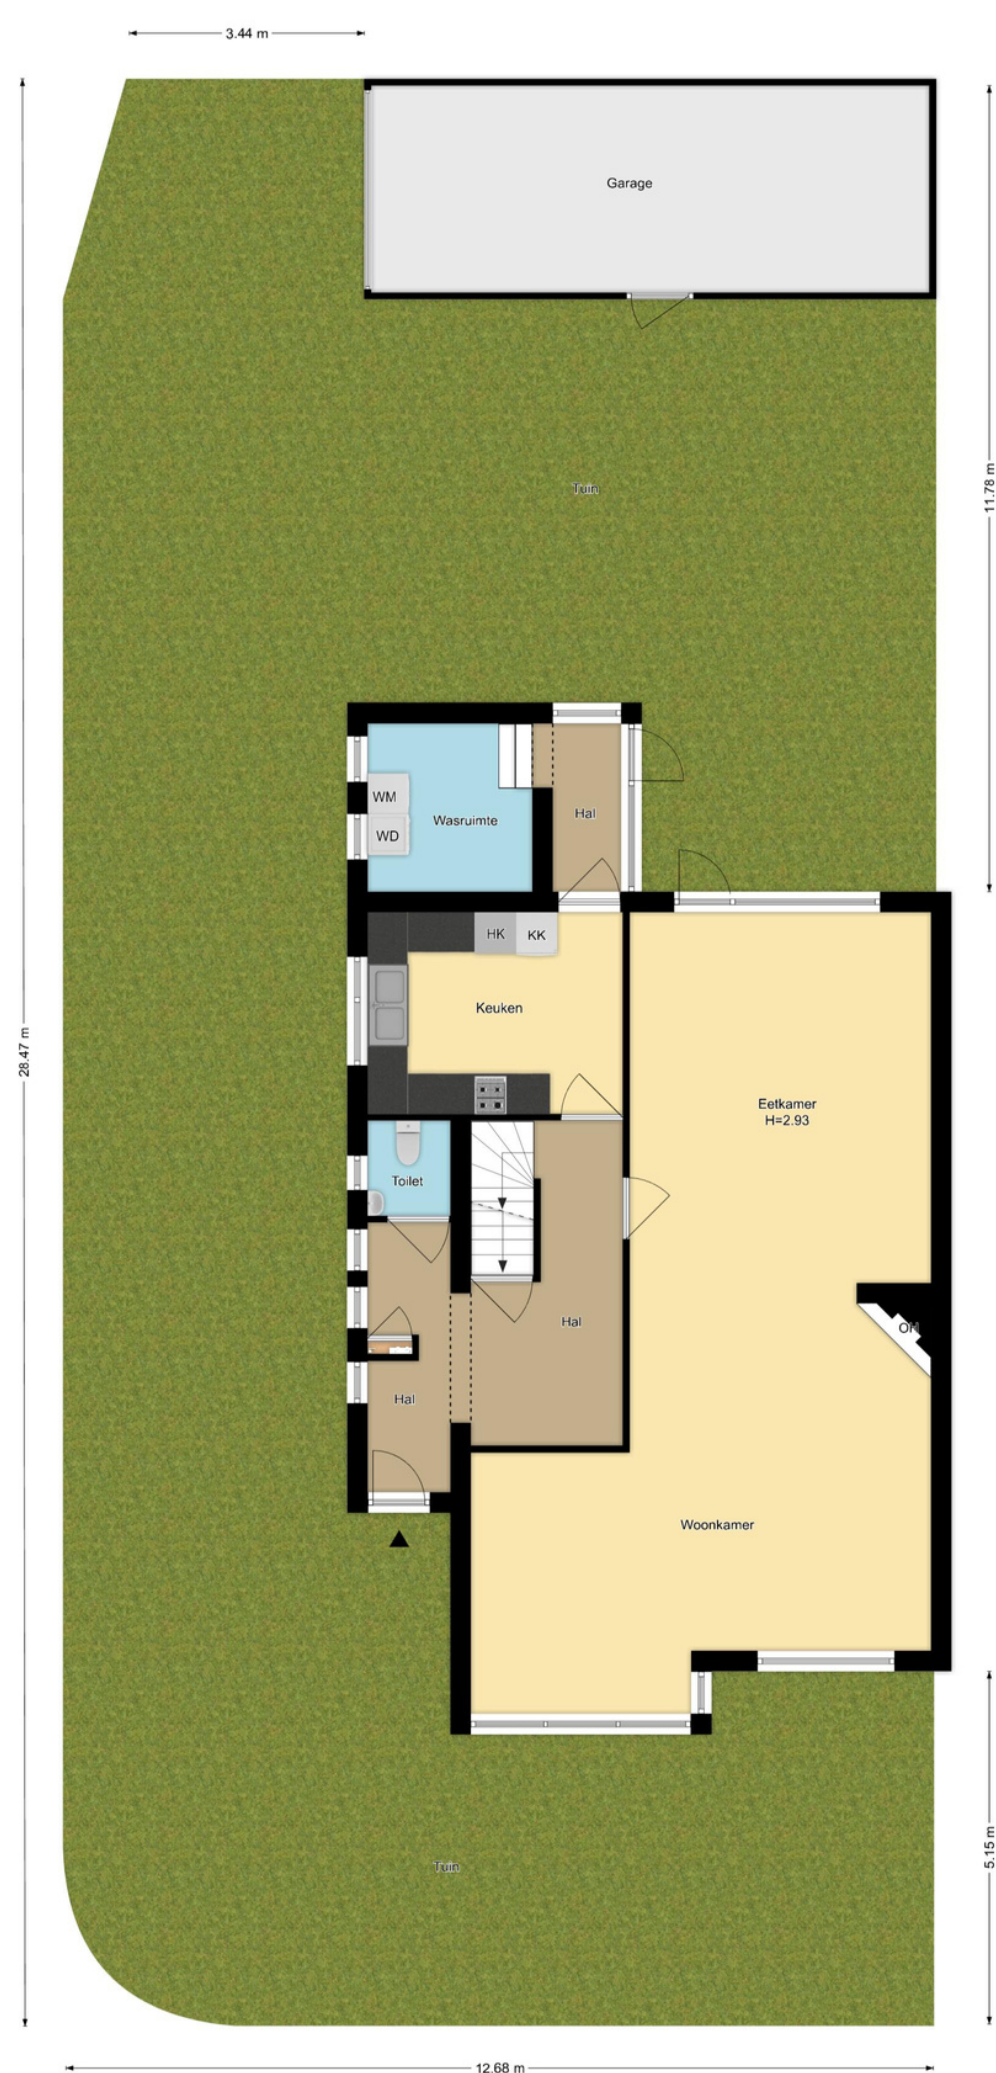 3.44 m
Garage
11.78 m
Tuin
WM
WD
Wasruimte
Hal
HK
KK
Keuken
28.47 m
Eetkamer
H=2.93
Toilet
Hal
OH
Hal
Woonkamer
5.15 m
Tuin
12.68 m